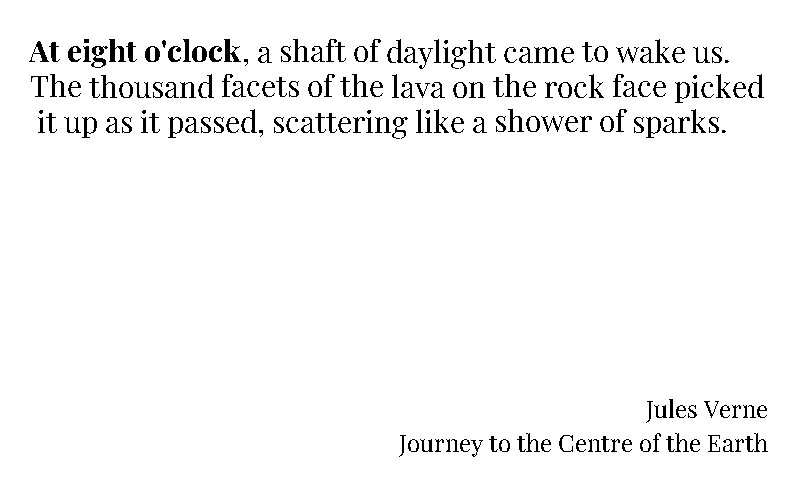 At eight o'clock, a shaft of daylight came to wake us.
The thousand facets of the lava on the rock face picked
it up as it passed, scattering like a shower of sparks.
Jules Verne
Journey to the Centre of the Earth